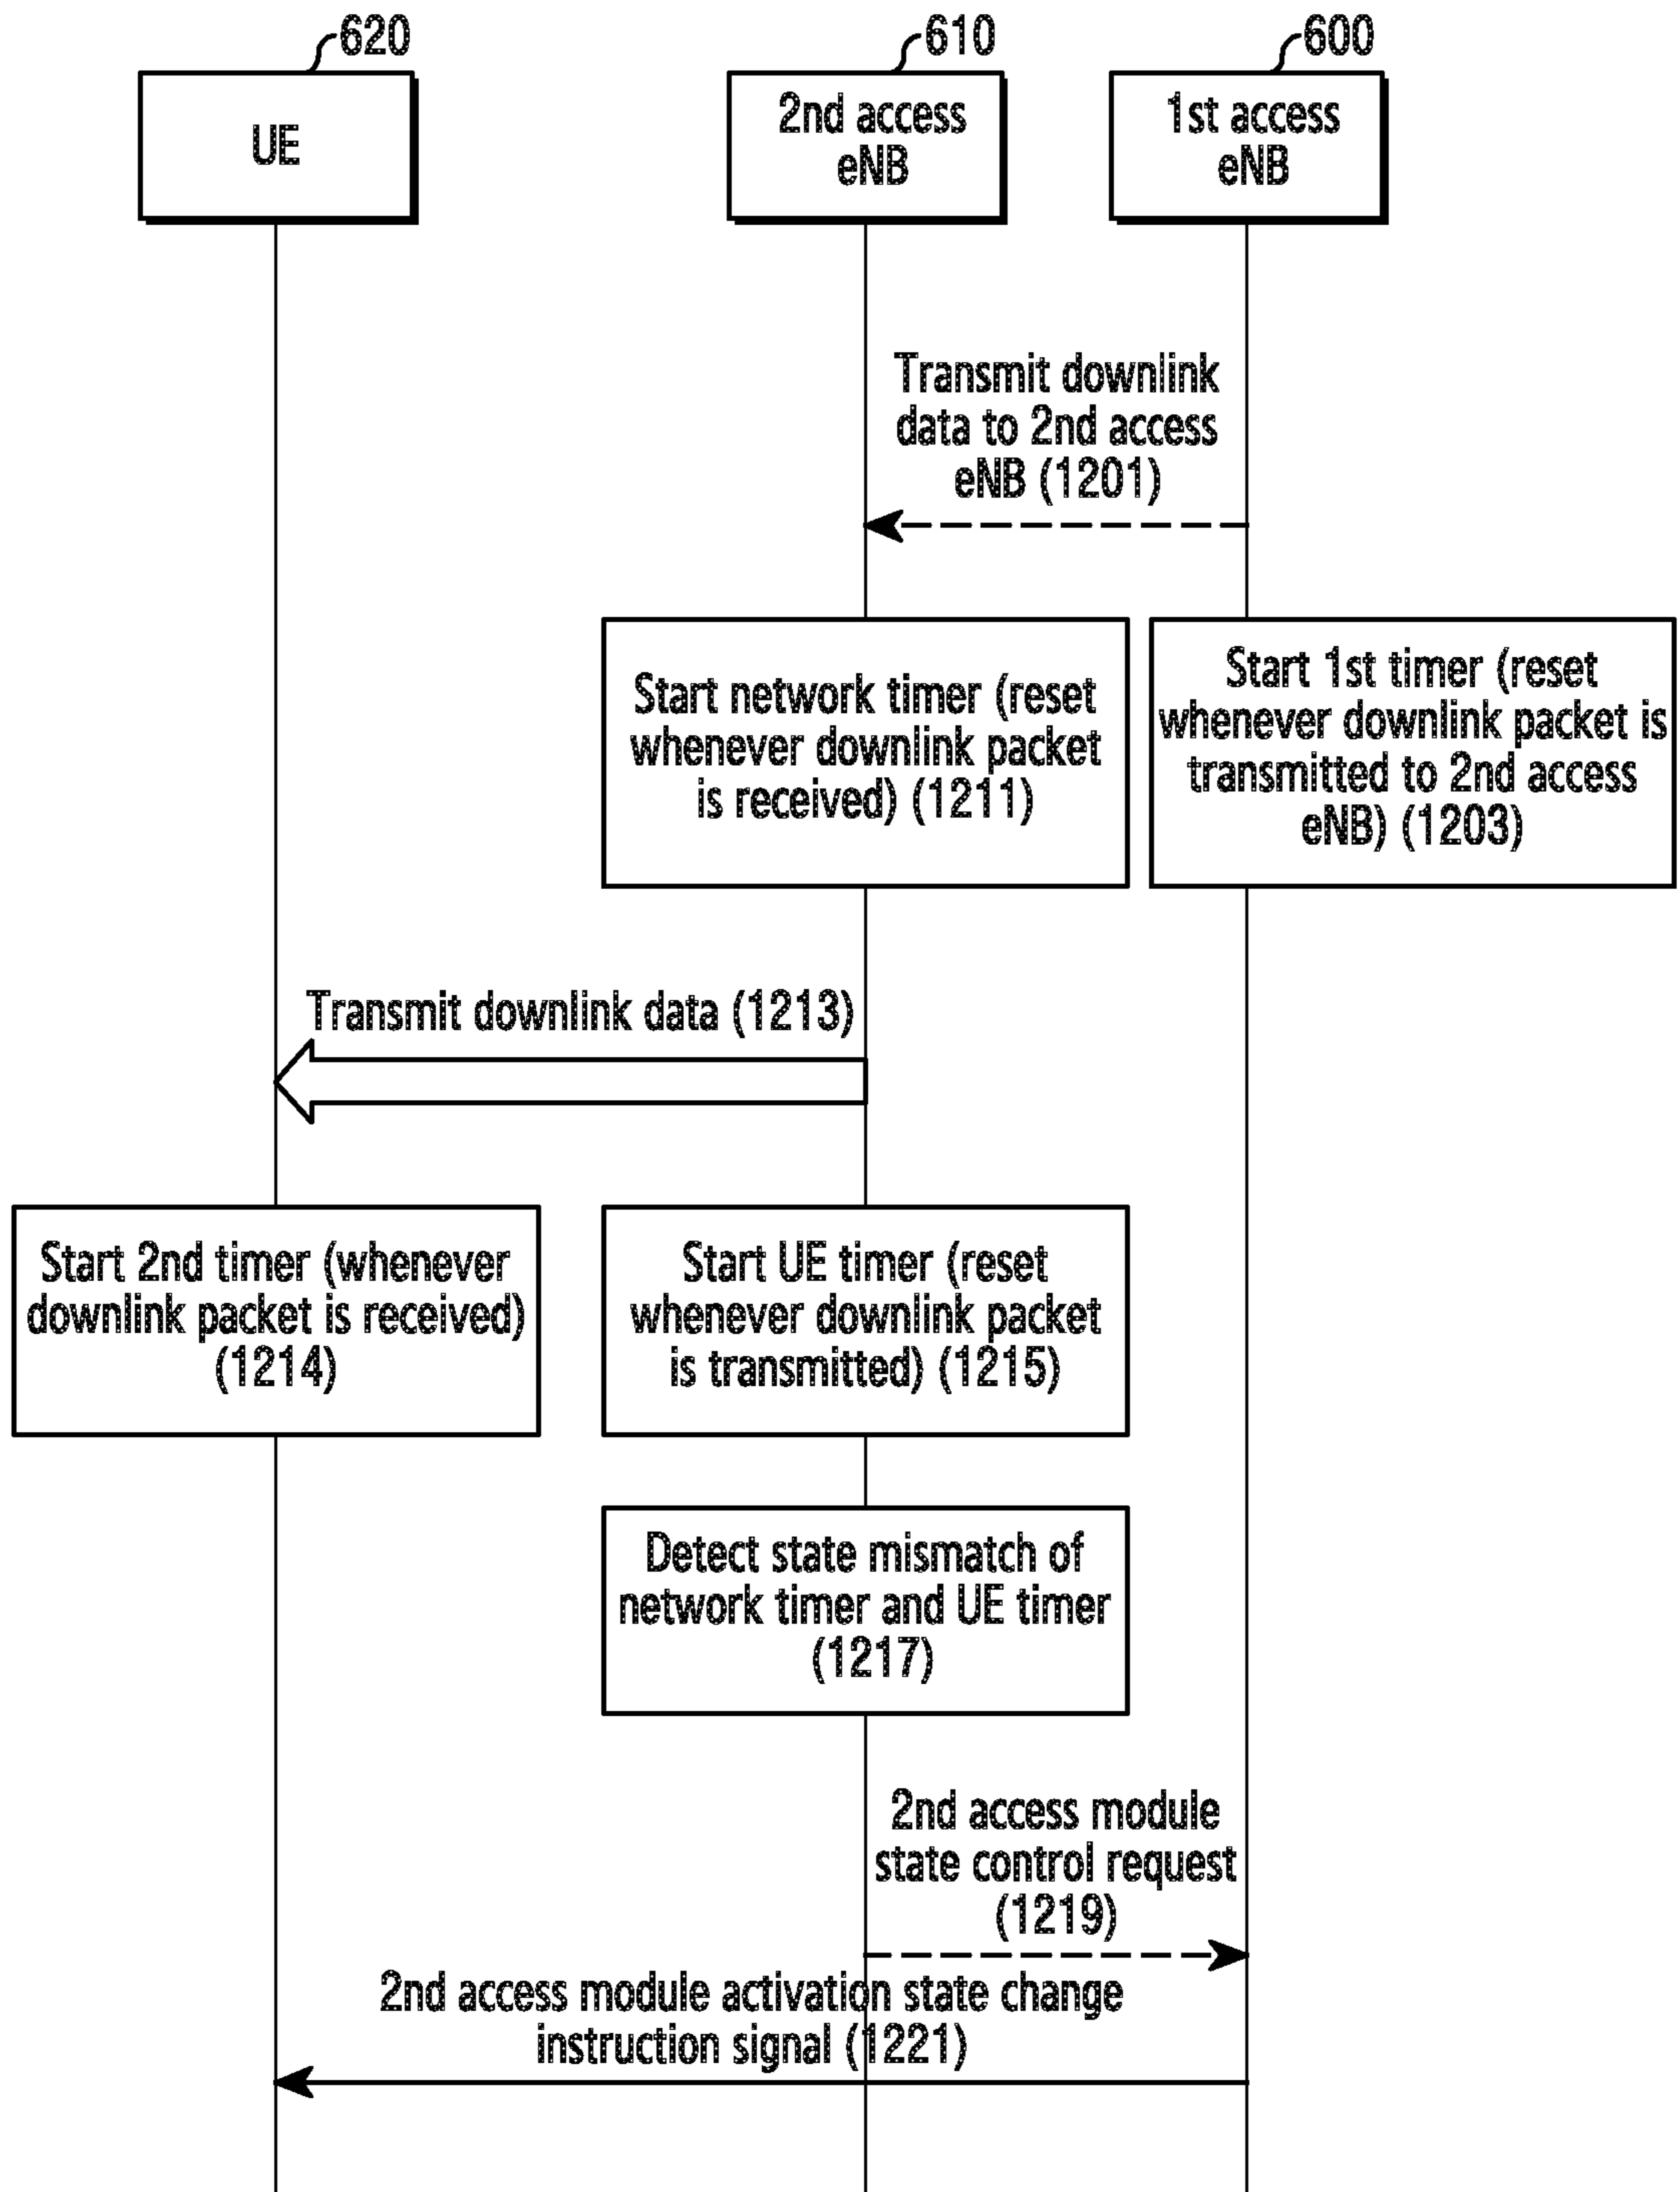 620
610
600
UE
2nd access
eNB
1st access
eNB
Transmit downlink
data to 2nd access
eNB (1201)
Start network timer (reset
whenever downlink packet
is received) (1211)
Start 1st timer (reset
whenever downlink packet is
transmitted to 2nd access
eNB) (1203)
Transmit downlink data (1213)
Start 2nd timer (whenever
downlink packet is received)
(1214)
Start UE timer (reset
whenever downlink packet
is transmitted) (1215)
Detect state mismatch of
network timer and UE timer
(1217)
2nd access module
state control request
(1219)
2nd access module activation state change
instruction signal (1221)